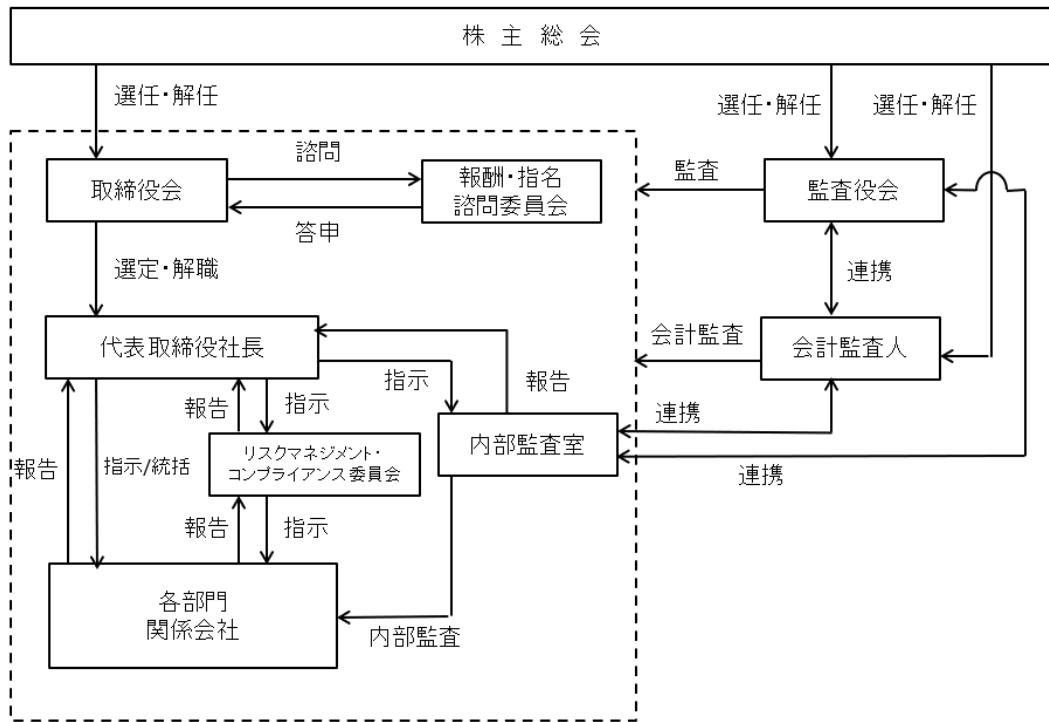 株主総会
選任・解任
選任・解任
選任・解任
諮問
取締役会
報酬・指名
諮問委員会
監査
監査役会
答申
選定・解職
連携
代表取締役社長
会計監査
会計監査人
指示
報告
報告
指示
連携
内部監査室
リスクマネジメント・
コンプライアンス委員会
報告
指示/統括
連携
報告
指示
各部門
関係会社
内部監査